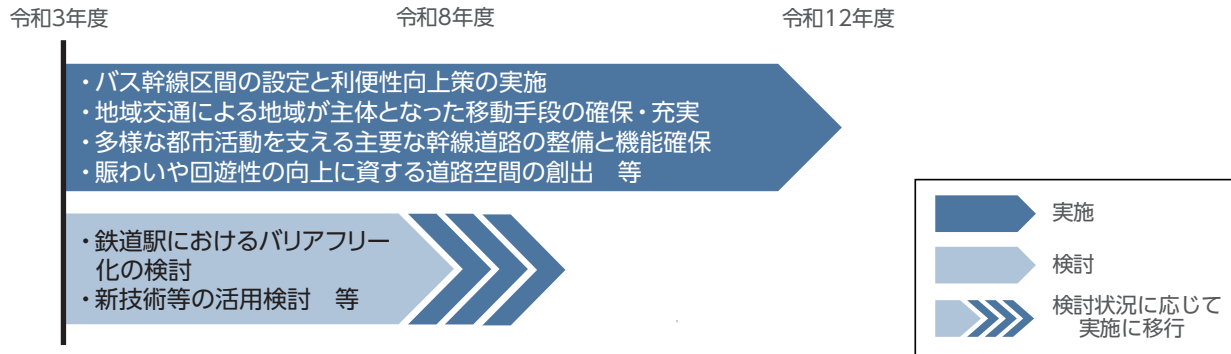 令和3年度
令和8年度
令和12年度
・バス幹線区間の設定と利便性向上策の実施
・地域交通による地域が主体となった移動手段の確保・充実
・多様な都市活動を支える主要な幹線道路の整備と機能確保
・賑わいや回遊性の向上に資する道路空間の創出　等
・鉄道駅におけるバリアフリー
化の検討
・新技術等の活用検討　等
実施
検討
検討状況に応じて
実施に移行